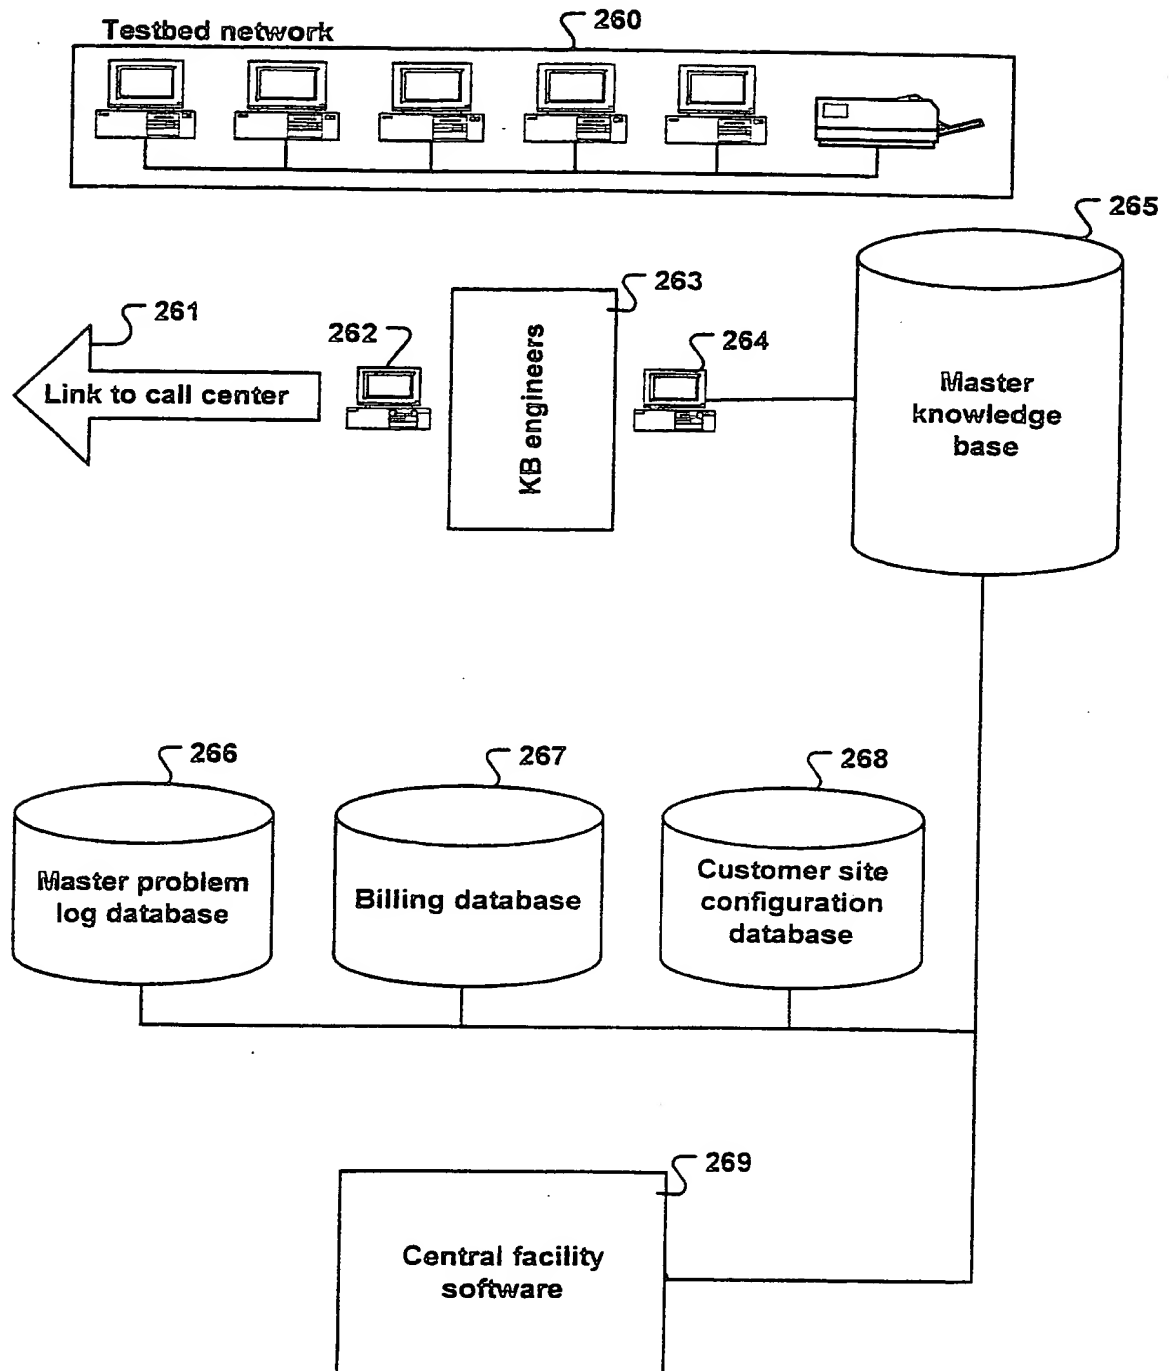 Testbed network
260
265
261
262
263
264
Link to call center
KB engineers
Master
knowledge
base
266
267
268
Master problem
log database
Billing database
Customer site
configuration
database
269
Central facility
software